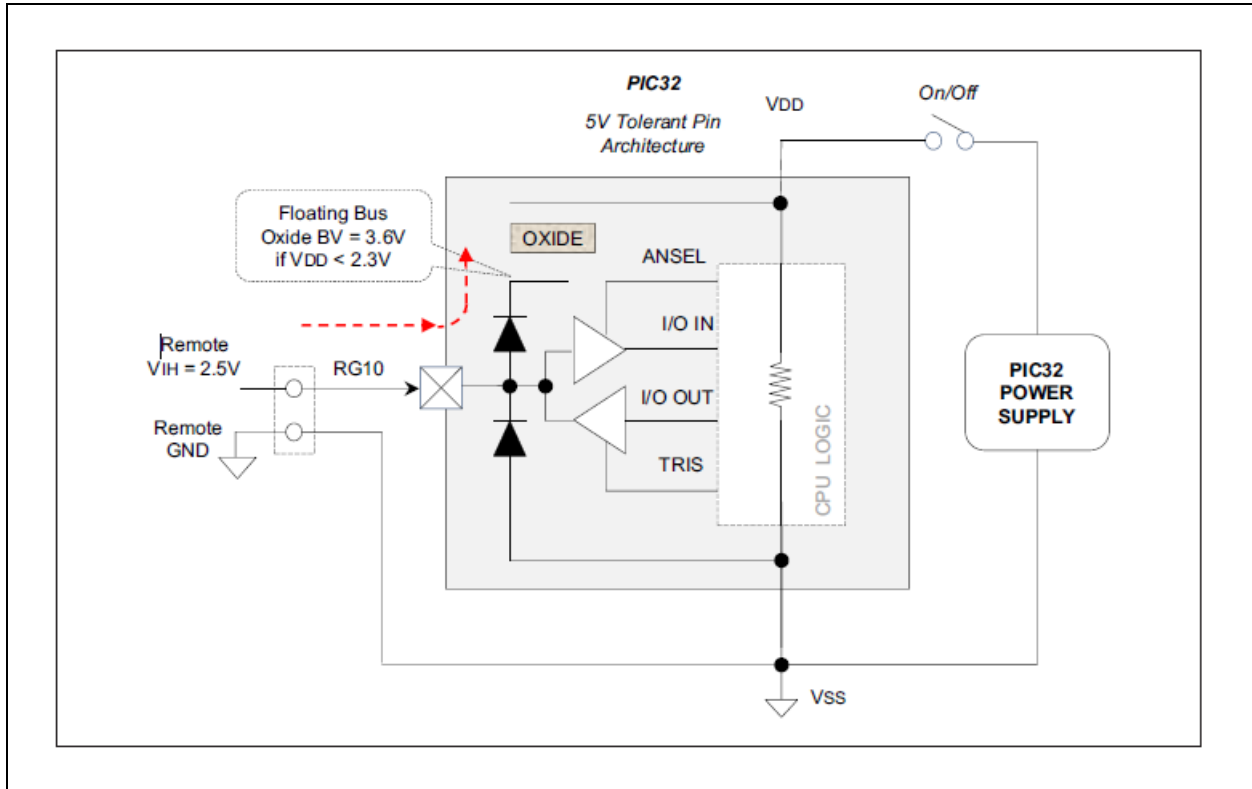 PIC32
5V Tolerant Pin
Architecture
VDD
On/Off
Floating Bus
Oxide BV = 3.6V
if VDD < 2.3V
OXIDE
ANSEL
I/O IN
Remote
VIH = 2.5V
RG10
I/O OUT
Remote
GND
TRIS
CPU LOGIC
PIC32
POWER
SUPPLY
VSS